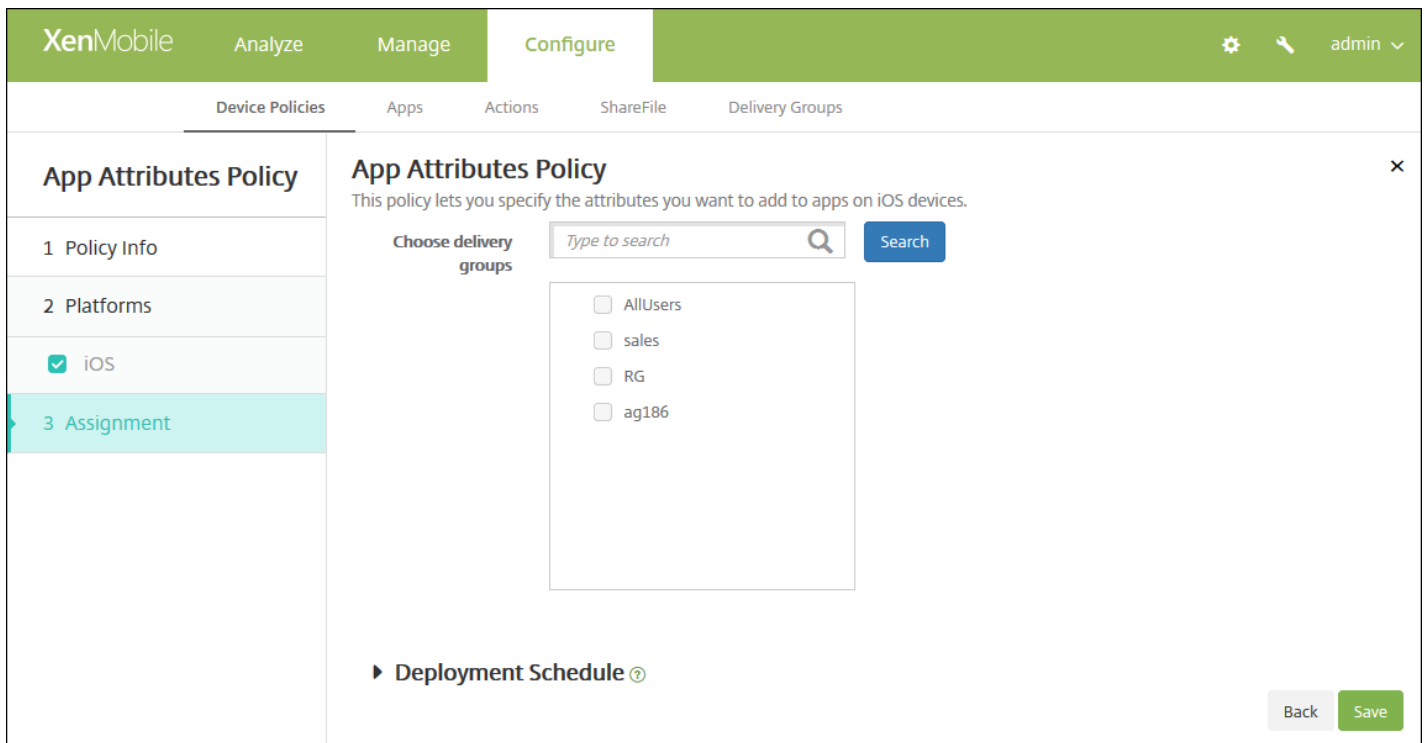 XenMobile Analyze Manage Configure admin
Device Policies Apps Actions ShareFile Delivery Groups
App Attributes Policy
1 Policy Info
2 Platforms
iOS
3 Assignment
App Attributes Policy
This policy lets you specify the attributes you want to add to apps on iOS devices.
Choose delivery
groups
Type to search
Search
AllUsers
sales
RG
ag186
Deployment Schedule ?
Back Save